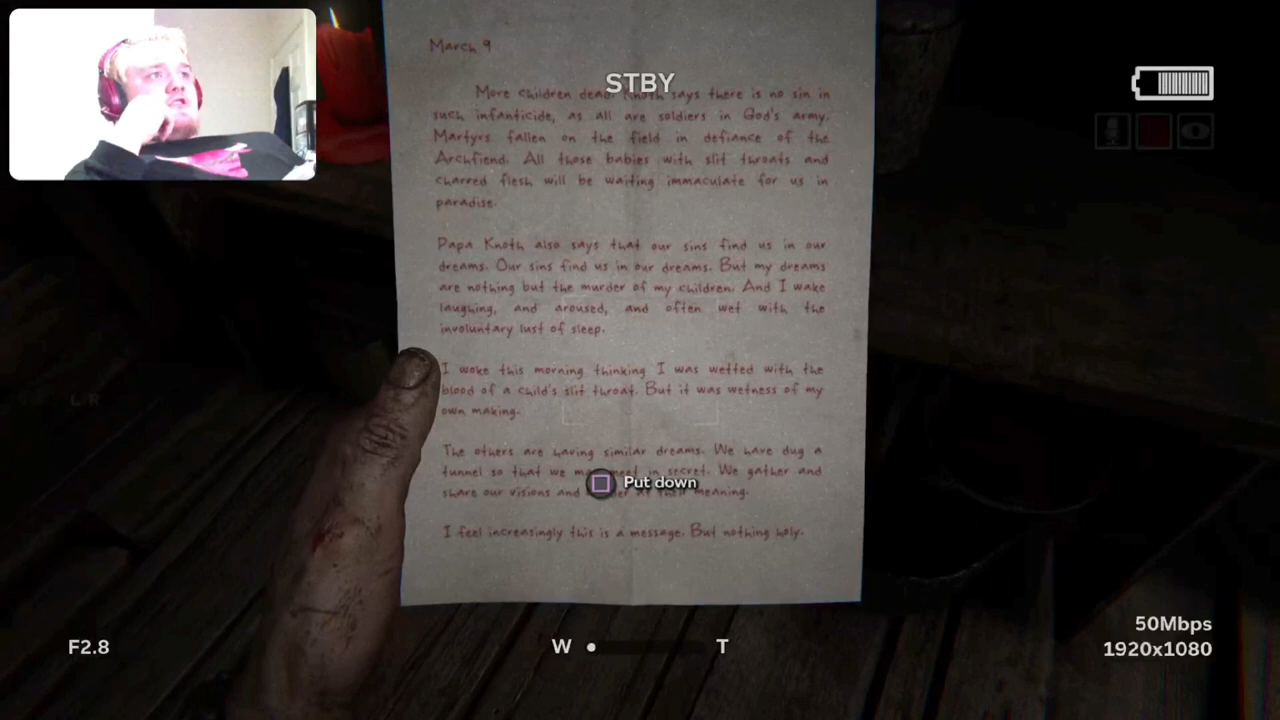 March 9
STBY
More children dead. Knoth says there is no sin in
such infanticide, as all are soldiers in God's army.
Martyrs fallen on the field in defiance of the
Archfiend. All those babies with slit throats and
charred flesh will be waiting immaculate for us in
paradise.
Papa Knoth also says that our sins find us in our
dreams. Our sins find us in our dreams. But my dreams
are nothing but the murder of my children. And I wake
laughing, and aroused, and often wet with the
involuntary lust of sleep.
I woke this morning thinking I was wetted with the
blood of a child's slit throat. But it was wetness of my
own making.
The others are having similar dreams. We have dug a
tunnel so that we may meet in secret. We gather and
Put down
share our visions and at their meaning.
I feel increasingly this is a message. But nothing holy.
L R
F2.8
W T
50Mbps
1920x1080